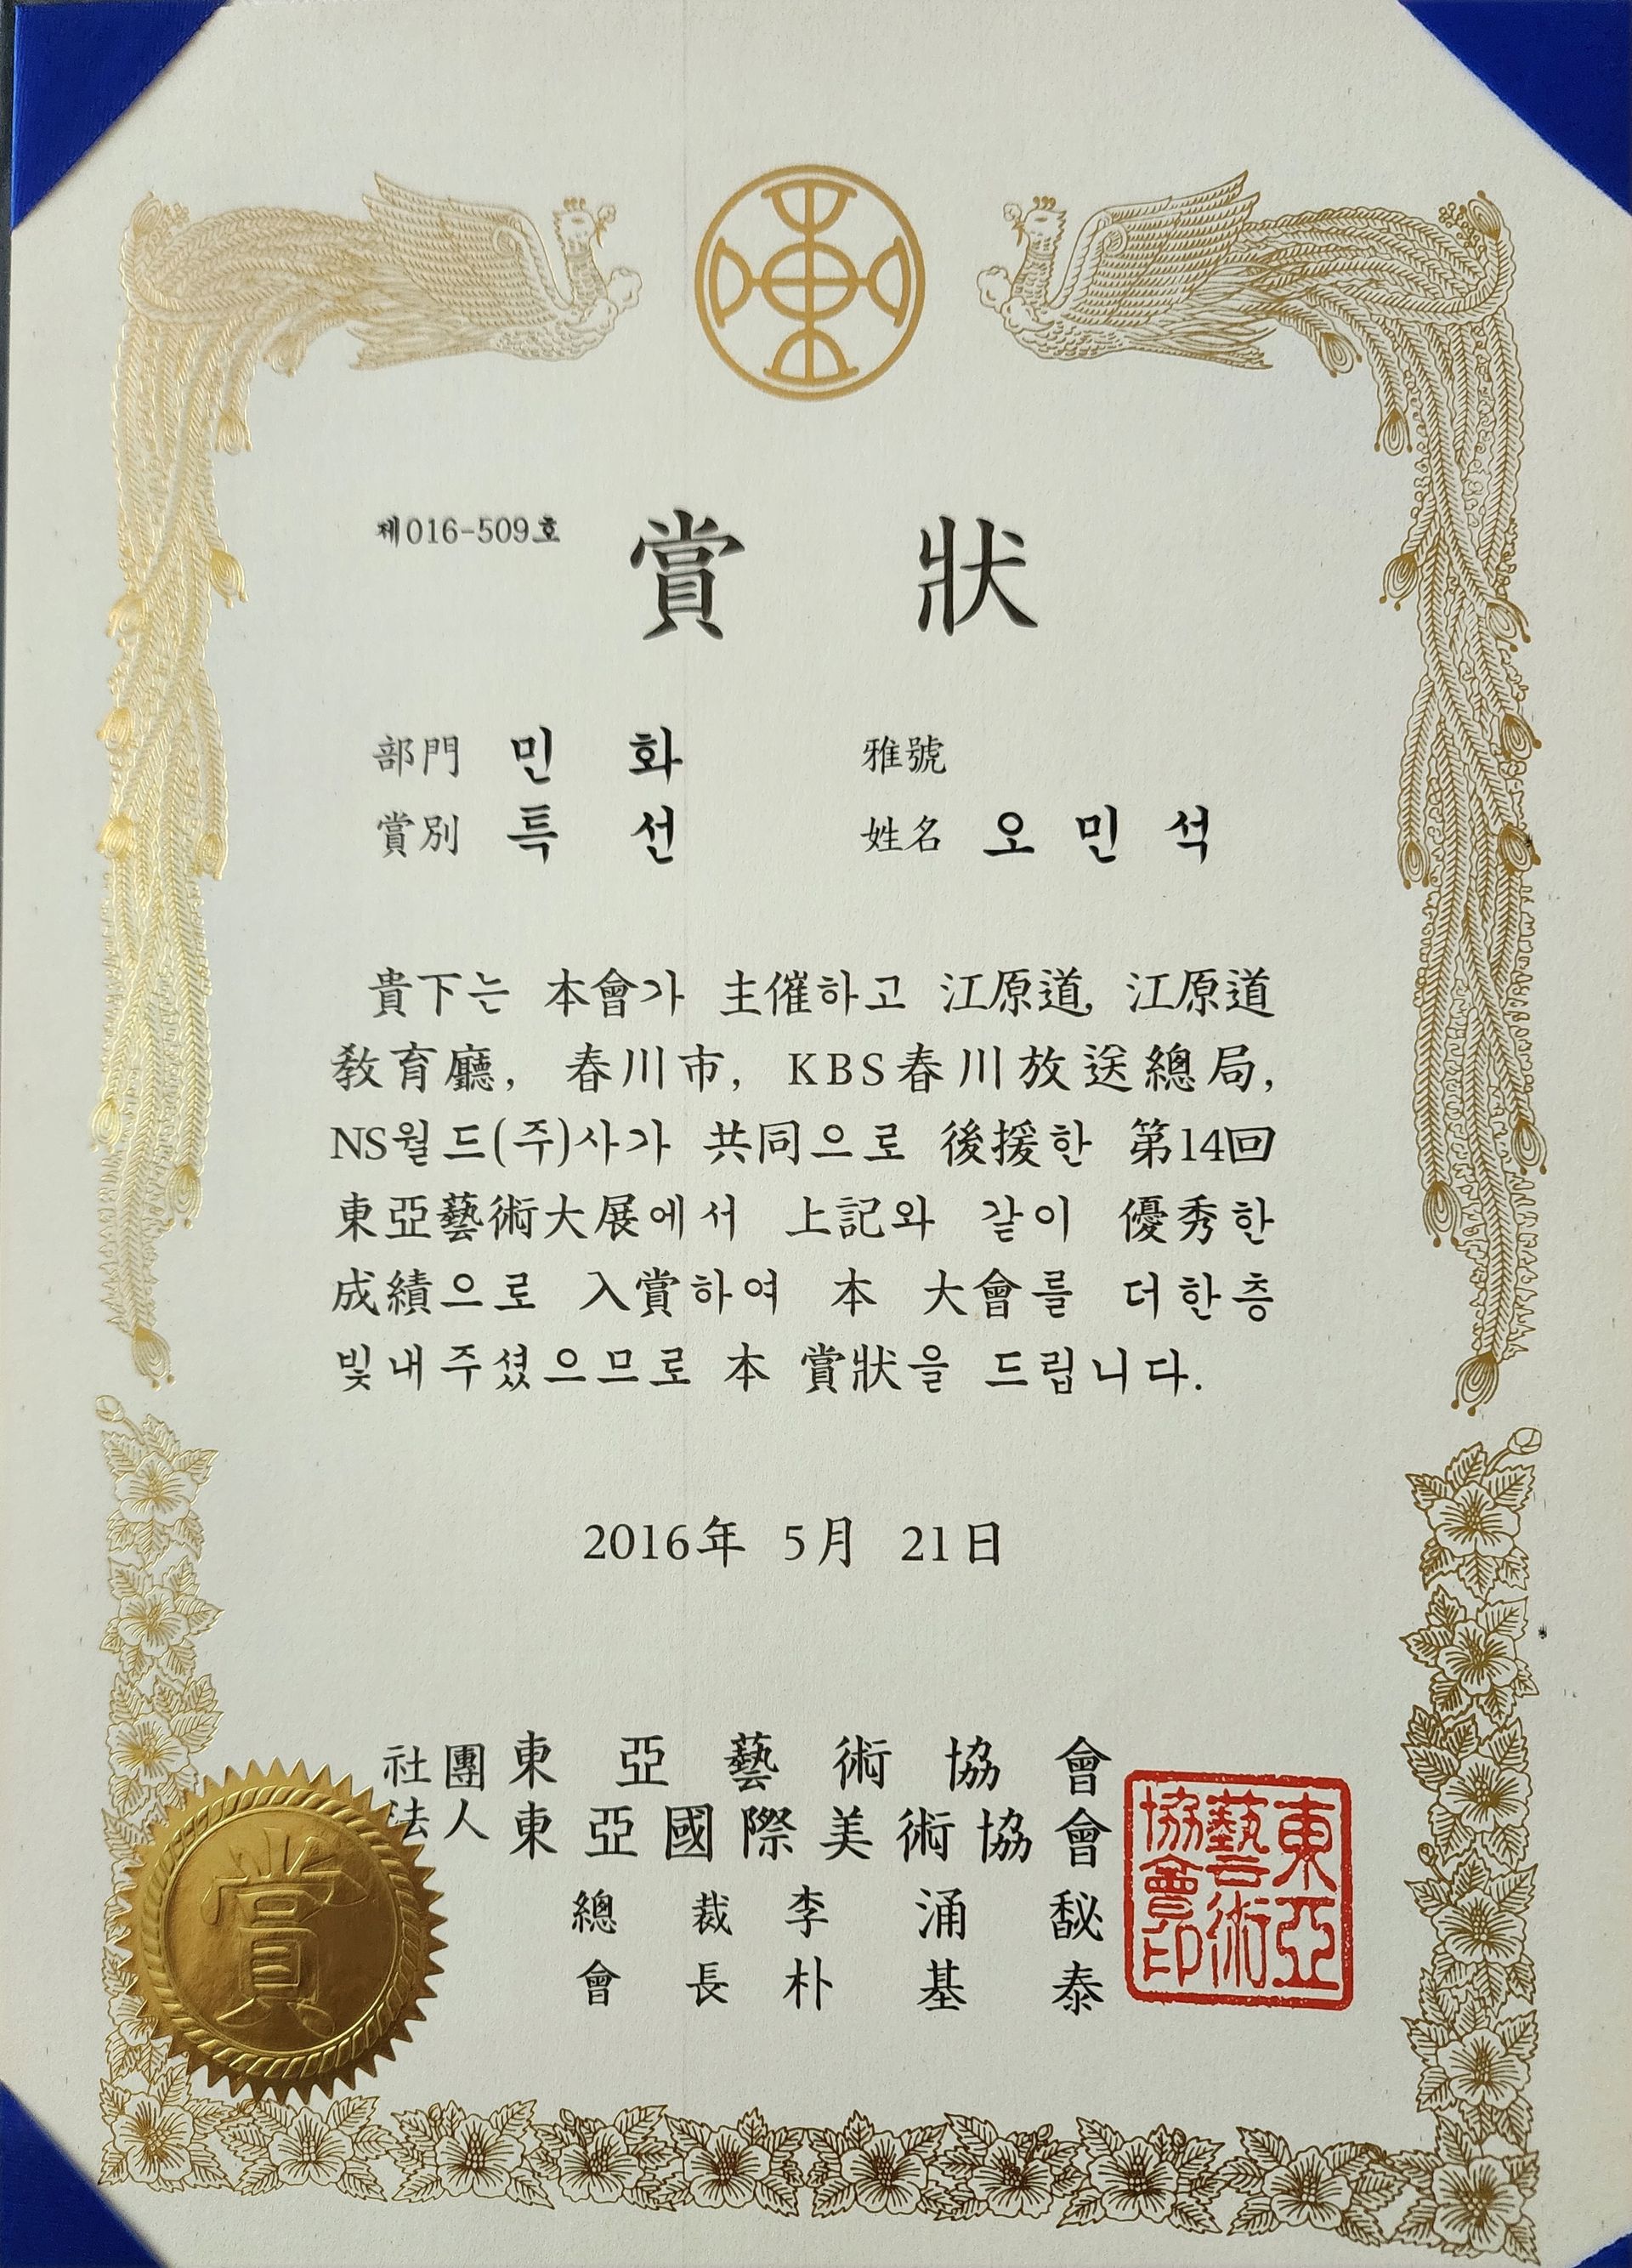 제016-509호
賞 狀
部門 민 화 雅號
賞別 특 선 姓名 오 민 석
貴下는 本會가 主催하고 江原道, 江原道
敎育廳, 春川市, KBS春川放送總局,
NS월드(주)사가 共同으로 後援한 第14回
東亞藝術大展에서 上記와 같이 優秀한
成績으로 入賞하여 本 大會를 더한층
빛내주셨으므로 本 賞狀을 드립니다.
2016年 5月 21日
社團 東亞藝術協會
法人 東亞國際美術協會
總裁 李涌馝
會長 朴基泰
東亞
藝術
協會印
賞